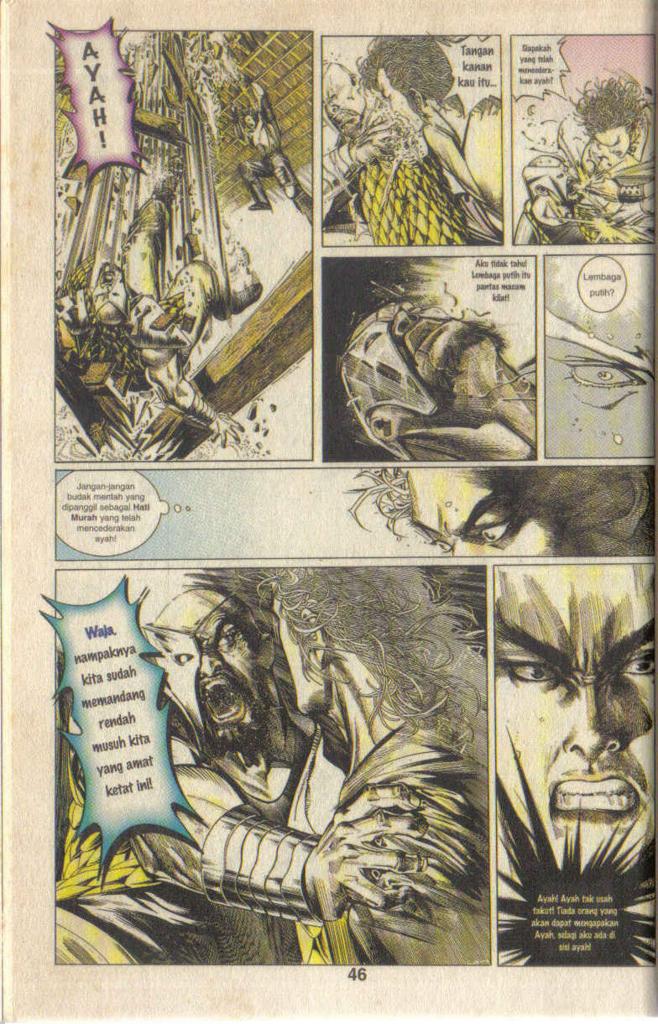 AYAH!
Tangan
kanan
kau itu...
Siapakah
yang telah
mencedera-
kan ayah?
Aku tidak tahu!
Lembaga putih itu
pantas macam
kilat!
Lembaga
putih?
Jangan-jangan
budak mentah yang
dipanggil sebagai Hati
Murah yang telah
mencederakan
ayah!
Waja,
nampaknya
kita sudah
memandang
rendah
musuh kita
yang amat
ketat ini!
Ayah! Ayah tak usah
takut! Tiada orang yang
akan dapat mengapakan
Ayah, selagi aku ada di
sisi ayah!
46